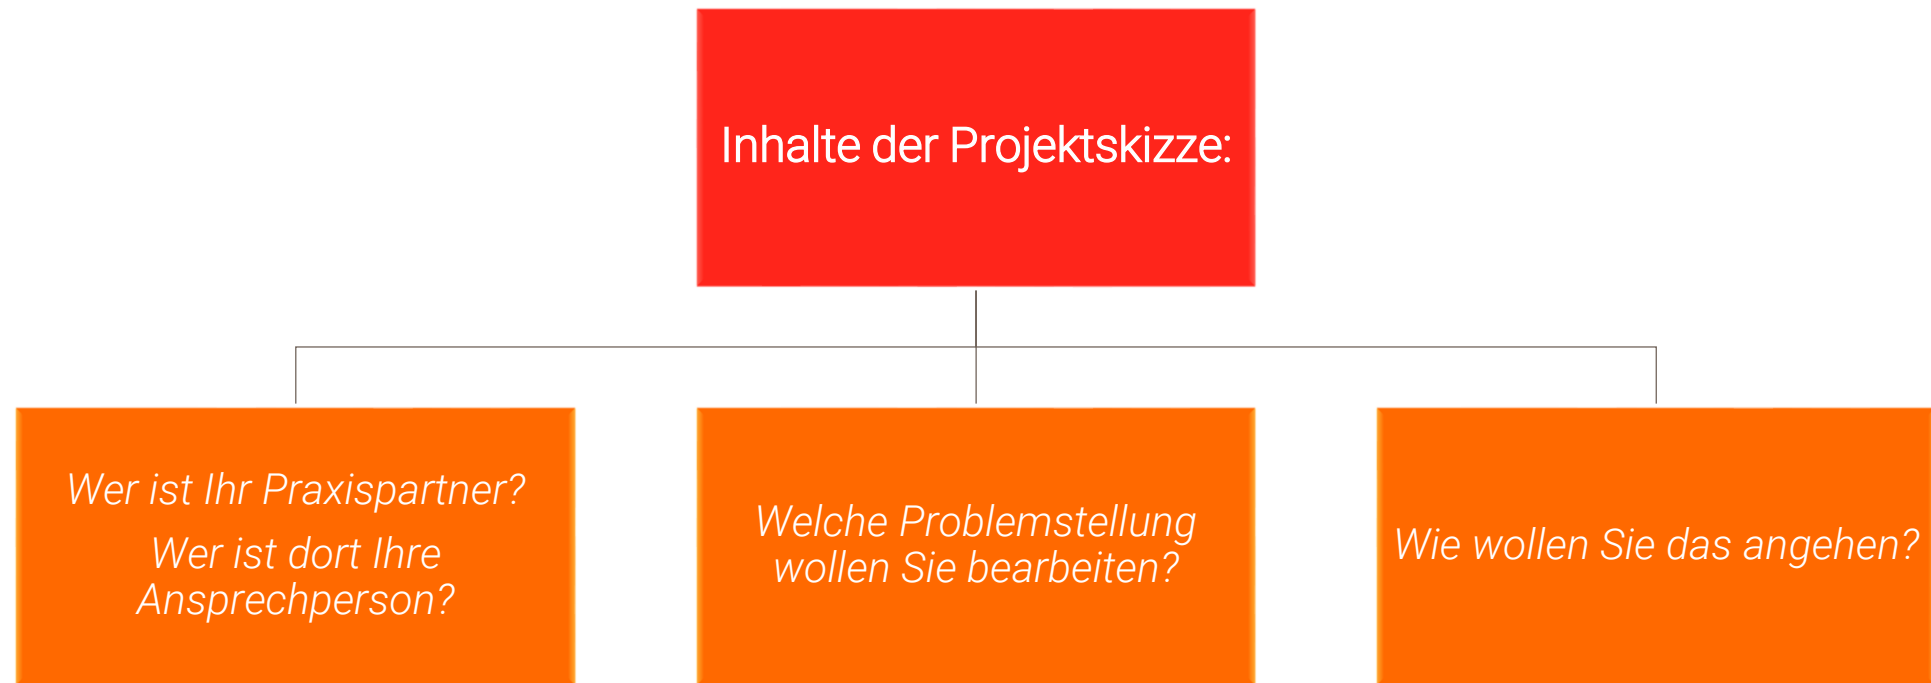 Inhalte der Projektskizze:
Wer ist Ihr Praxispartner?
Wer ist dort Ihre
Ansprechperson?
Welche Problemstellung
wollen Sie bearbeiten?
Wie wollen Sie das angehen?